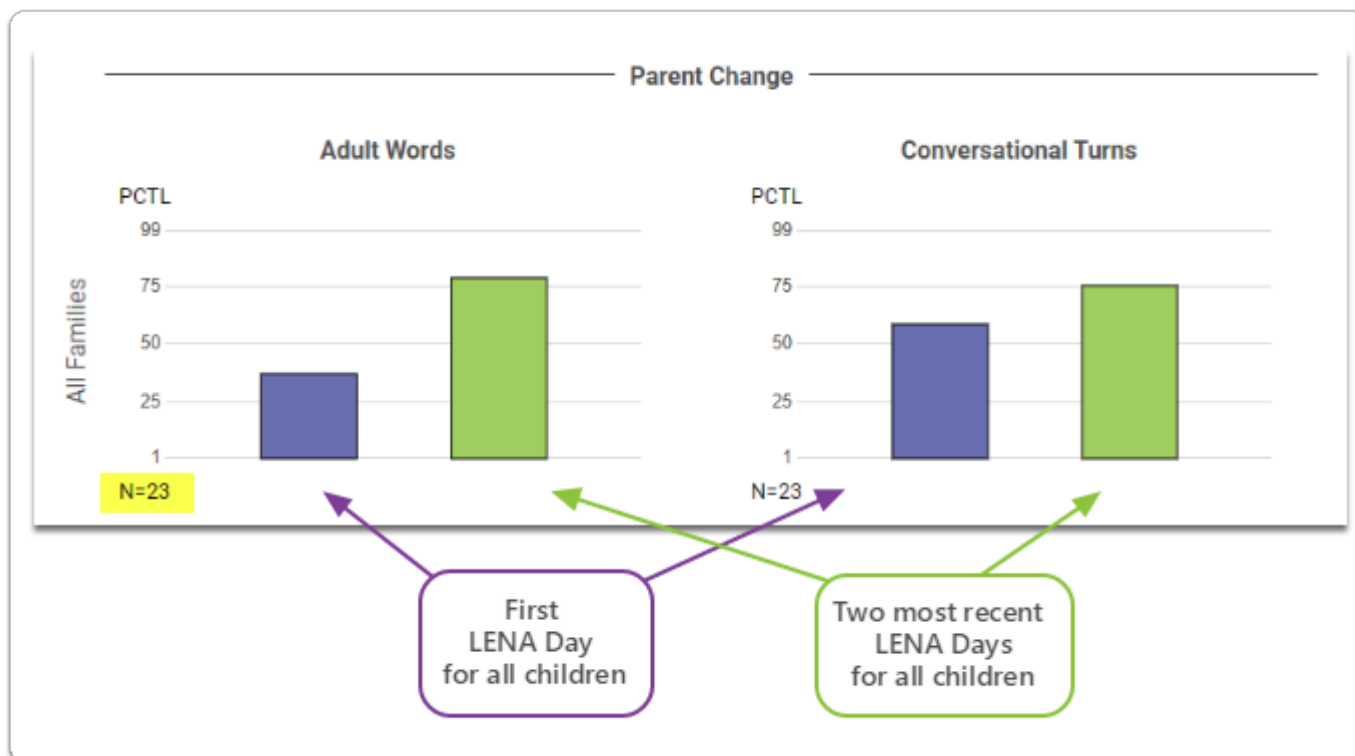 Parent Change
Adult Words
PCTL
99
75
50
25
1
All Families
N=23
Conversational Turns
PCTL
99
75
50
25
1
N=23
First
LENA Day
for all children
Two most recent
LENA Days
for all children